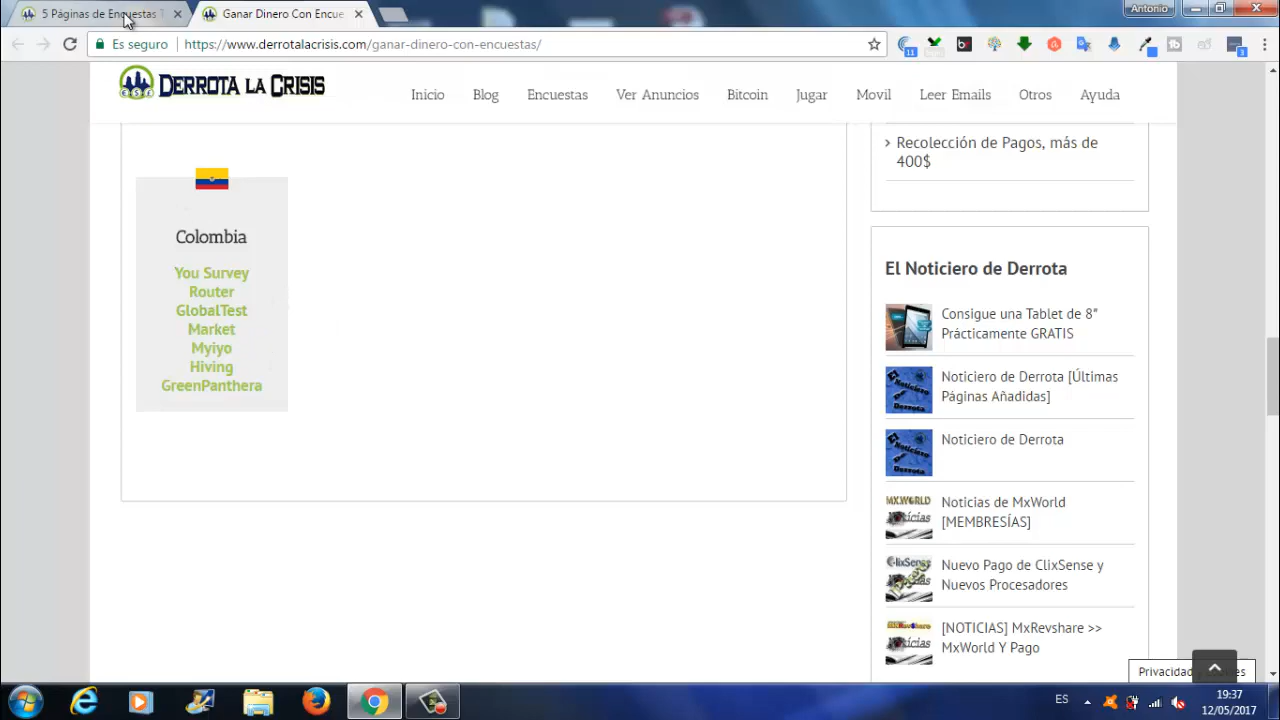 5 Páginas de Encuestas
Ganar Dinero Con Encue
Antonio
Es seguro
https://www.derrotalacrisis.com/ganar-dinero-con-encuestas/
11
3
DERROTA LA CRISIS
Inicio
Blog
Encuestas
Ver Anuncios
Bitcoin
Jugar
Movil
Leer Emails
Otros
Ayuda
Recolección de Pagos, más de
400$
Colombia
You Survey
Router
GlobalTest
Market
Myiyo
Hiving
GreenPanthera
El Noticiero de Derrota
Consigue una Tablet de 8"
Prácticamente GRATIS
Noticiero de Derrota [Últimas
Páginas Añadidas]
Noticiero de Derrota
Noticias de MxWorld
[MEMBRESÍAS]
Nuevo Pago de ClixSense y
Nuevos Procesadores
[NOTICIAS] MxRevshare >>
MxWorld Y Pago
Privacidad y Cookies
ES
19:37
12/05/2017